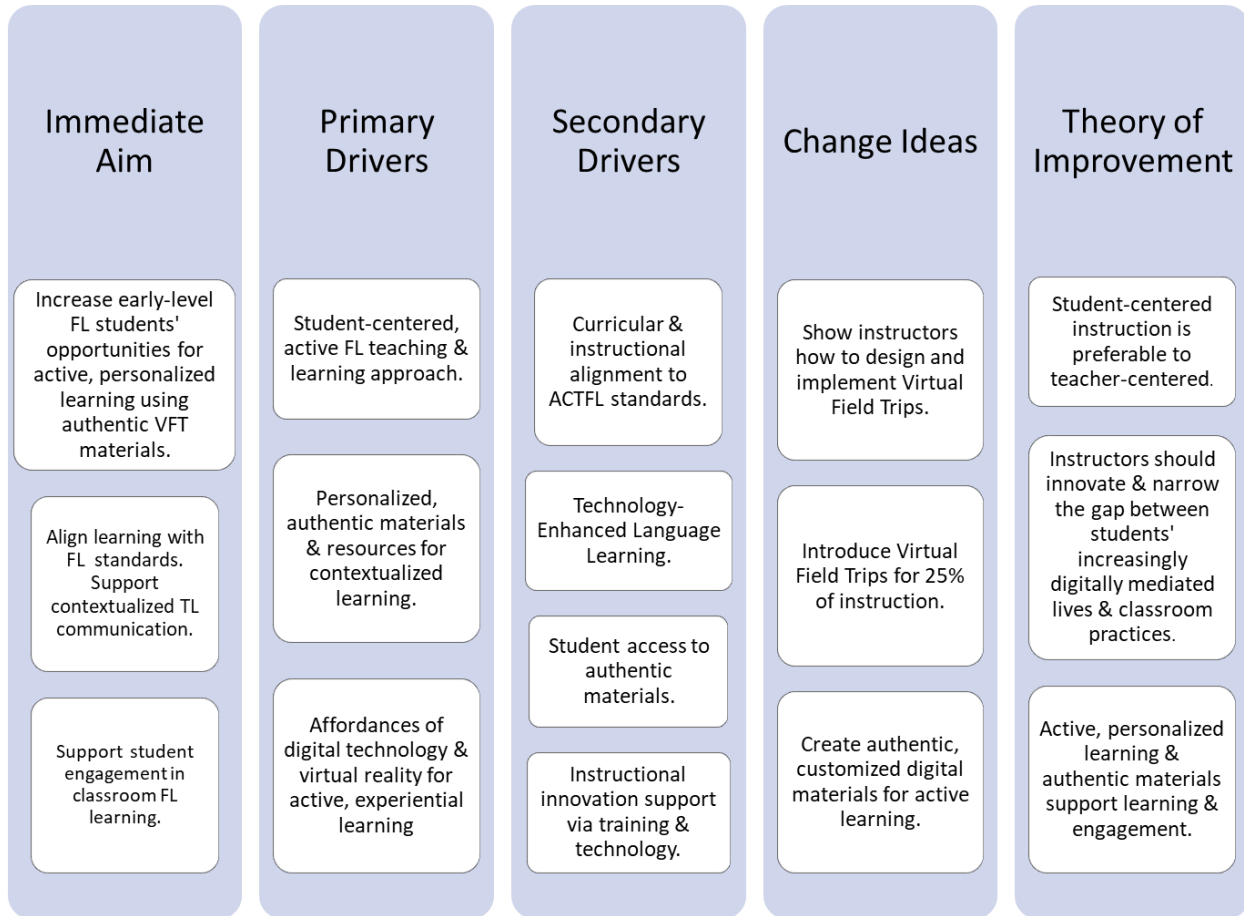 Immediate
Aim
Increase early-level
FL students'
opportunities for
active, personalized
learning using
authentic VFT
materials.
Align learning with
FL standards.
Support
contextualized TL
communication.
Support student
engagement in
classroom FL
learning.
Primary
Drivers
Student-centered,
active FL teaching &
learning approach.
Personalized,
authentic materials
& resources for
contextualized
learning.
Affordances of
digital technology &
virtual reality for
active, experiential
learning
Secondary
Drivers
Curricular &
instructional
alignment to
ACTFL standards.
Technology-
Enhanced Language
Learning.
Student access to
authentic
materials.
Instructional
innovation support
via training &
technology.
Change Ideas
Show instructors
how to design and
implement Virtual
Field Trips.
Introduce Virtual
Field Trips for 25%
of instruction.
Create authentic,
customized digital
materials for active
learning.
Theory of
Improvement
Student-centered
instruction is
preferable to
teacher-centered.
Instructors should
innovate & narrow
the gap between
students'
increasingly
digitally mediated
lives & classroom
practices.
Active, personalized
learning &
authentic materials
support learning &
engagement.